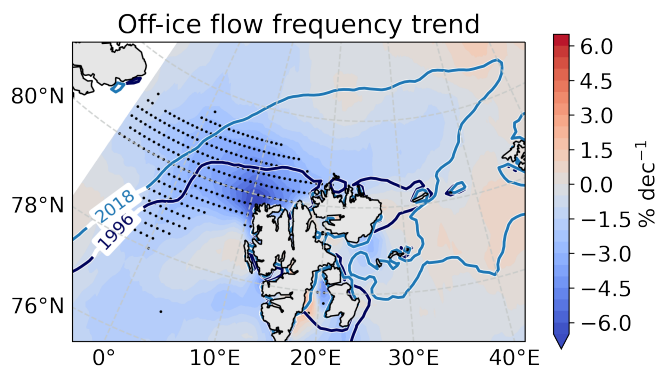 Off-ice flow frequency trend
80°N
78°N
76°N
0°
10°E
20°E
30°E
40°E
2018
1996
6.0
4.5
3.0
1.5
0.0
−1.5
−3.0
−4.5
−6.0
% dec⁻¹